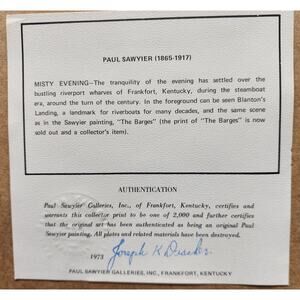 PAUL SAWYIER (1865-1917)
MISTY EVENING—The tranquility of the evening has settled over the
bustling riverport wharves of Frankfort, Kentucky, during the steamboat
era, around the turn of the century. In the foreground can be seen Blanton's
Landing, a landmark for riverboats for many decades, and the same scene
as in the Sawyier painting, "The Barges" (the print of "The Barges" is now
sold out and a collector's item).
AUTHENTICATION
Paul Sawyier Galleries, Inc., of Frankfort, Kentucky, certifies and
warrants this collector print to be one of 2,000 and further certifies
that the original set has been authenticated as being an original Paul
Sawyier painting. All plates and related materials have been destroyed.
1973 Joseph K
PAUL SAWYIER GALLERIES, INC., FRANKFORT, KENTUCKY